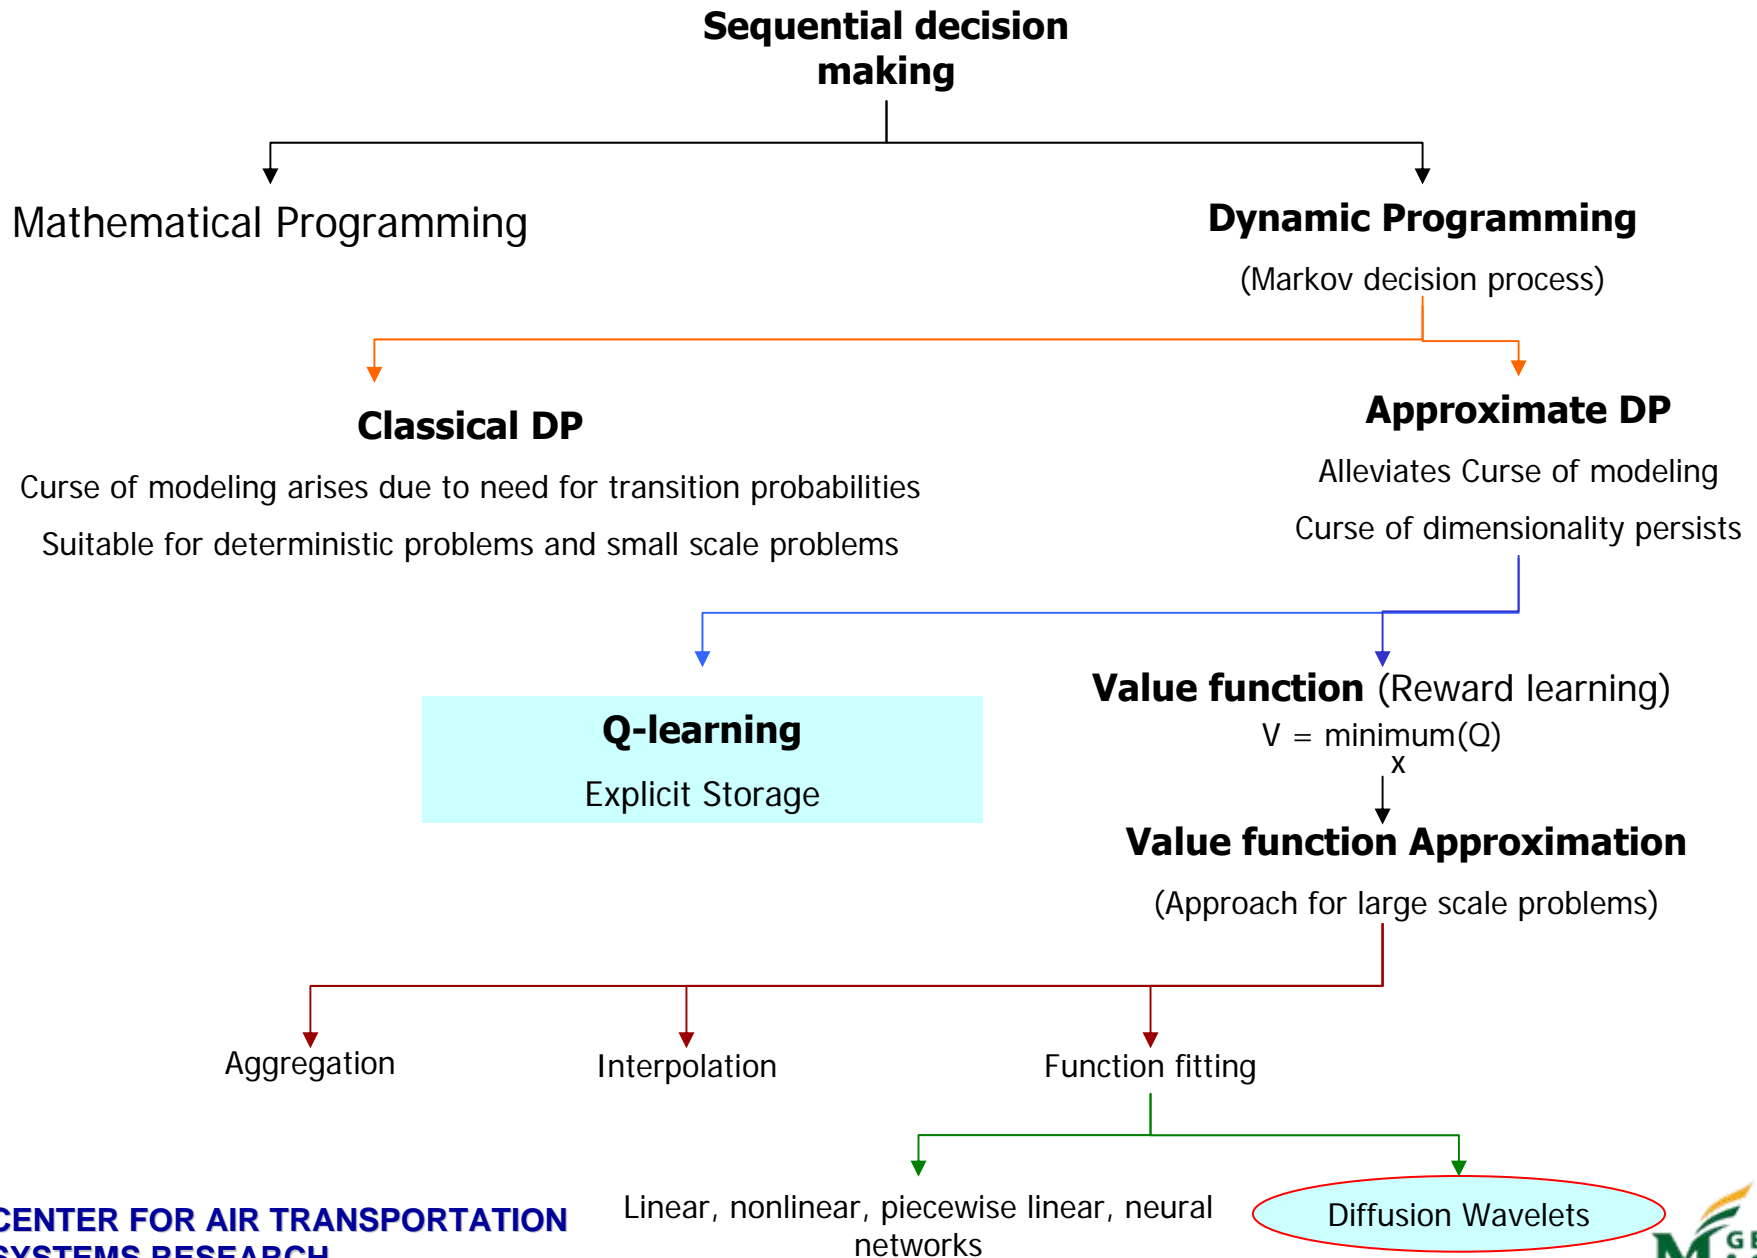 Sequential decision
making
Mathematical Programming
Dynamic Programming
(Markov decision process)
Classical DP
Approximate DP
Curse of modeling arises due to need for transition probabilities
Alleviates Curse of modeling
Suitable for deterministic problems and small scale problems
Curse of dimensionality persists
Q-learning
Explicit Storage
Value function (Reward learning)
V = minimum(Q)
x
Value function Approximation
(Approach for large scale problems)
Aggregation
Interpolation
Function fitting
Linear, nonlinear, piecewise linear, neural
networks
Diffusion Wavelets
CENTER FOR AIR TRANSPORTATION
SYSTEMS RESEARCH